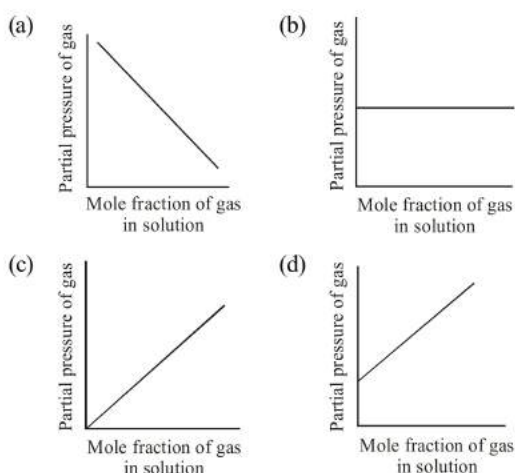 (a)
Partial pressure of gas
Mole fraction of gas
in solution
(b)
Partial pressure of gas
Mole fraction of gas
in solution
(c)
Partial pressure of gas
Mole fraction of gas
in solution
(d)
Partial pressure of gas
Mole fraction of gas
in solution